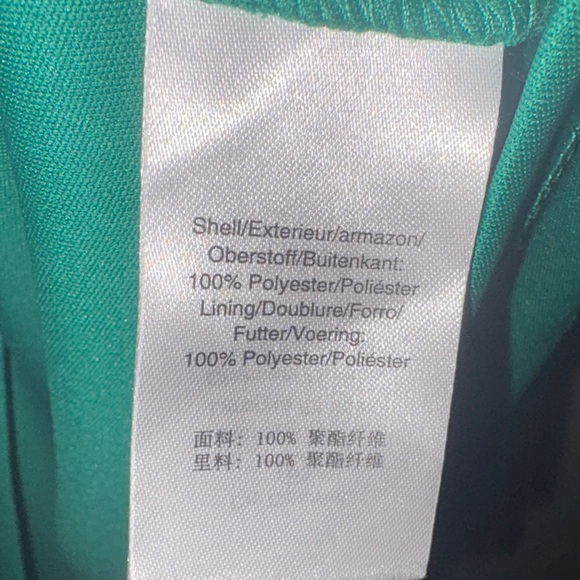 Shell/Exterieur/armazon/
Oberstoff/Buitenkant:
100% Polyester/Poliéster
Lining/Doublure/Forro/
Futter/Voering:
100% Polyester/Poliéster
面料: 100% 聚酯纤维
里料: 100% 聚酯纤维